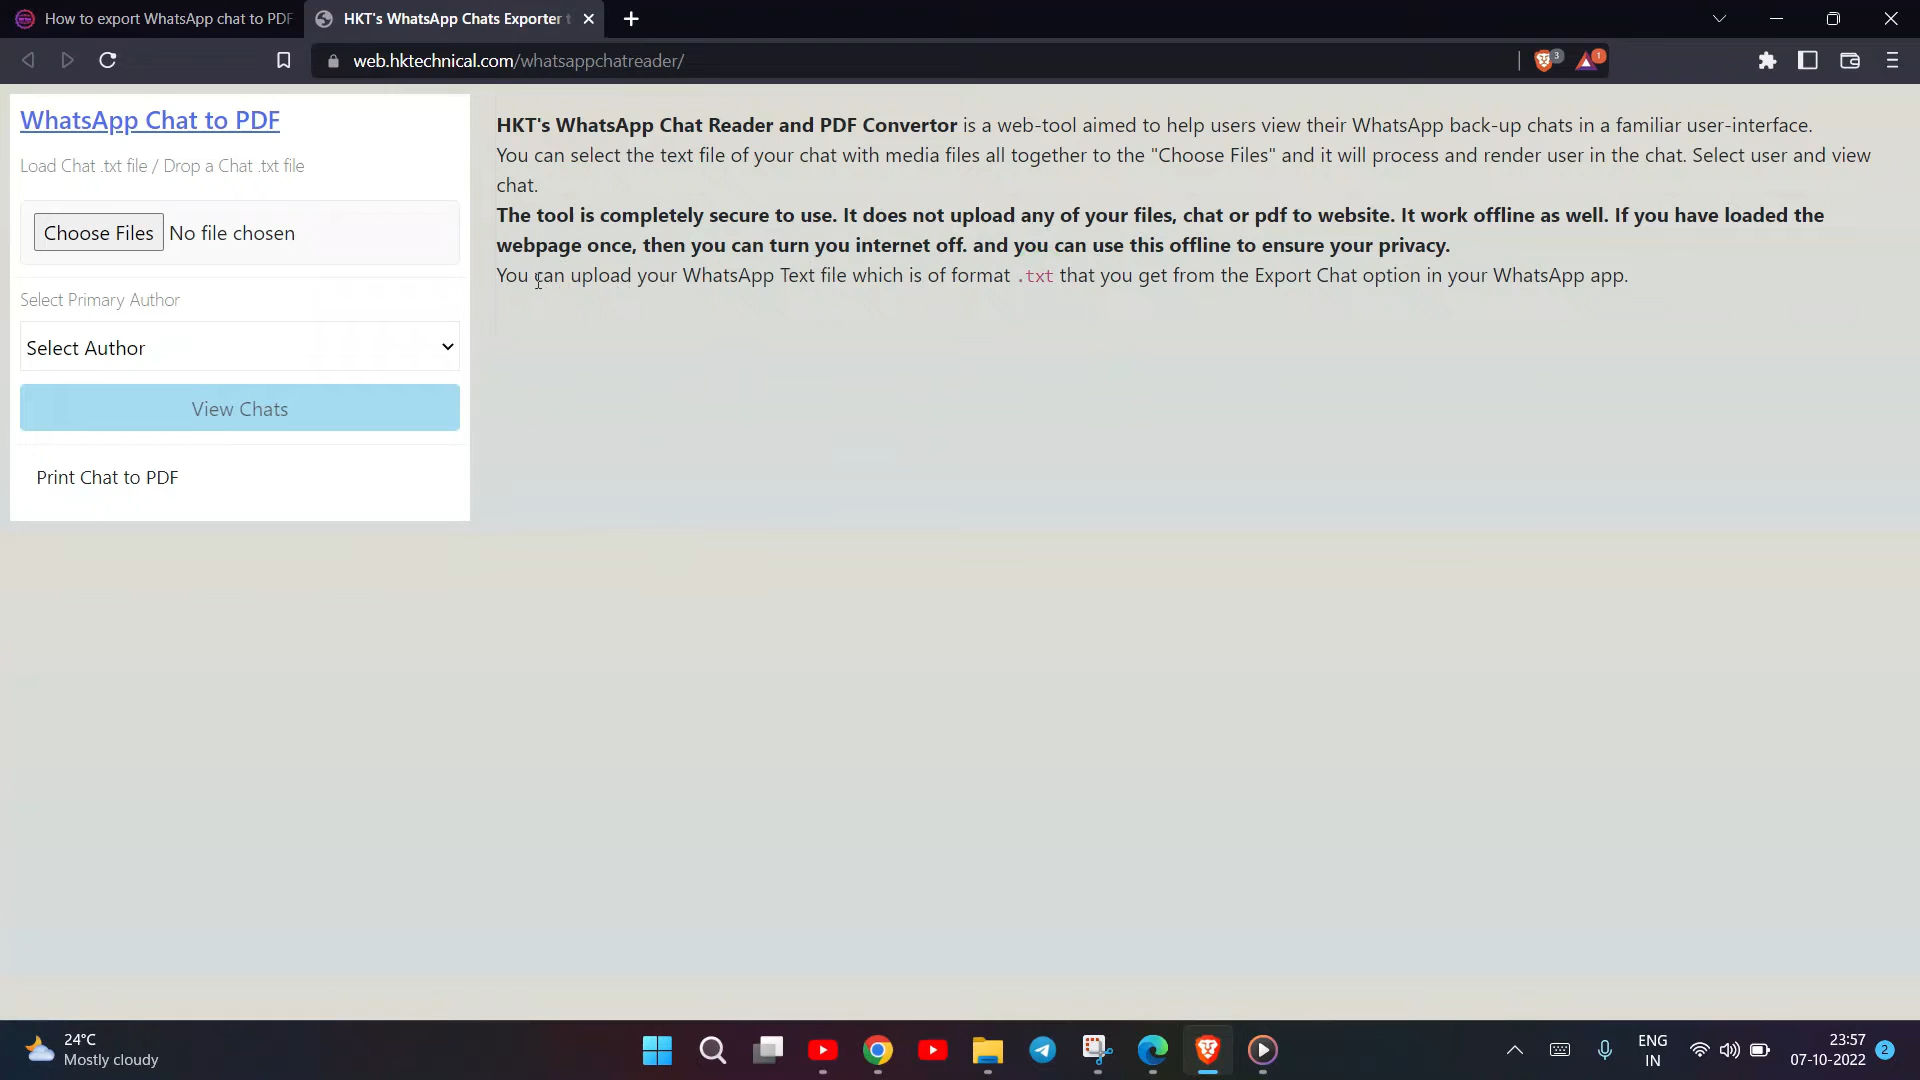 How to export WhatsApp chat to PDF
HKT's WhatsApp Chats Exporter t
web.hktechnical.com/whatsappchatreader/
3
1
WhatsApp Chat to PDF
Load Chat .txt file / Drop a Chat .txt file
Choose Files No file chosen
Select Primary Author
Select Author
View Chats
Print Chat to PDF
HKT's WhatsApp Chat Reader and PDF Convertor is a web-tool aimed to help users view their WhatsApp back-up chats in a familiar user-interface.
You can select the text file of your chat with media files all together to the "Choose Files" and it will process and render user in the chat. Select user and view
chat.
The tool is completely secure to use. It does not upload any of your files, chat or pdf to website. It work offline as well. If you have loaded the
webpage once, then you can turn you internet off. and you can use this offline to ensure your privacy.
You can upload your WhatsApp Text file which is of format .txt that you get from the Export Chat option in your WhatsApp app.
24°C
Mostly cloudy
ENG
IN
23:57
07-10-2022
2